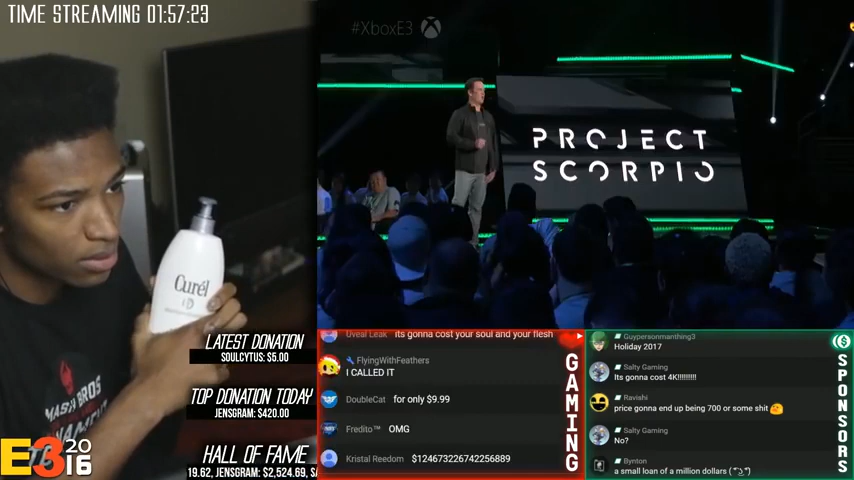 TIME STREAMING 01:57:23
#XboxE3
PROJECT
SCORPIO
Curél
SMASH BROS
LATEST DONATION
SOULCYTUS: $5.00
TOP DONATION TODAY
JENSGRAM: $420.00
HALL OF FAME
19.62, JENSGRAM: $2,524.69, SA
E3 2016
Uveal Leak its gonna cost your soul and your flesh
FlyingWithFeathers
I CALLED IT
DoubleCat for only $9.99
Fredito™ OMG
Kristal Reedom $124673226742256889
GAMING
Guypersonmanthing3
Holiday 2017
Salty Gaming
Its gonna cost 4K!!!!!!!!!
Ravishi
price gonna end up being 700 or some shit
Salty Gaming
No?
Bynton
a small loan of a million dollars ( ͡° ͜ʖ ͡°)
SPONSORS